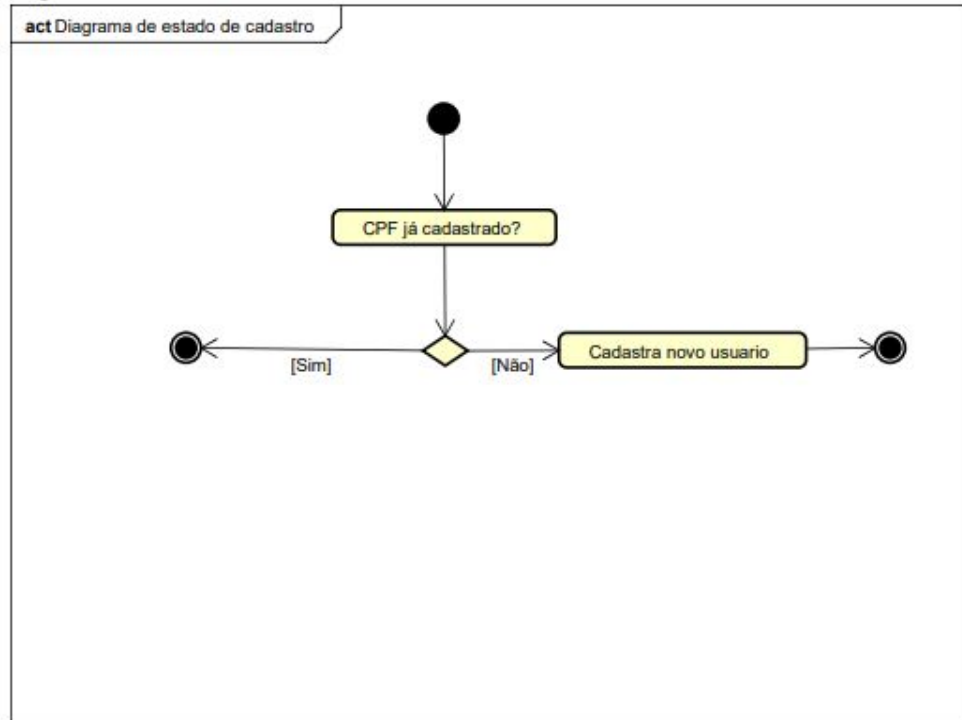 act Diagrama de estado de cadastro
CPF já cadastrado?
[Sim]
[Não]
Cadastra novo usuario